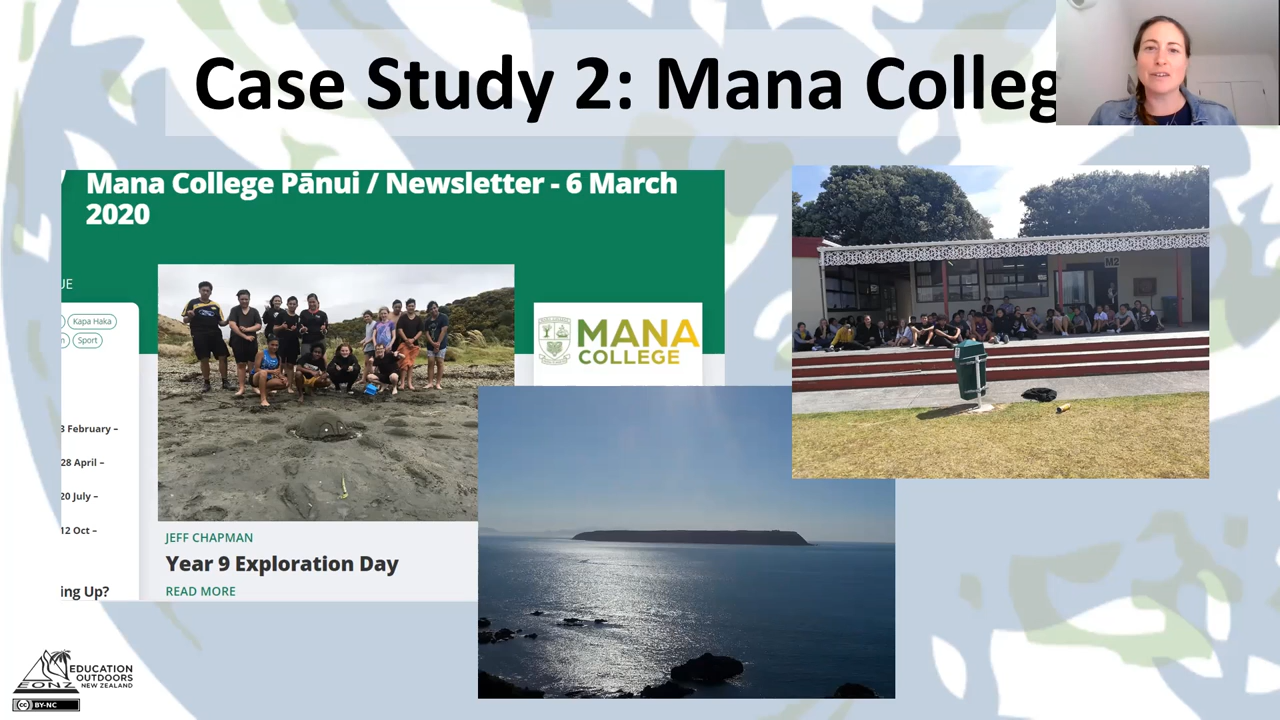 Case Study 2: Mana Colleg
Mana College Pānui / Newsletter - 6 March
2020
UE
Kapa Haka
n
Sport
MANA
COLLEGE
M2
3 February –
28 April –
20 July –
12 Oct –
ing Up?
JEFF CHAPMAN
Year 9 Exploration Day
READ MORE
EDUCATION
OUTDOORS
NEW ZEALAND
EONZ
cc BY-NC